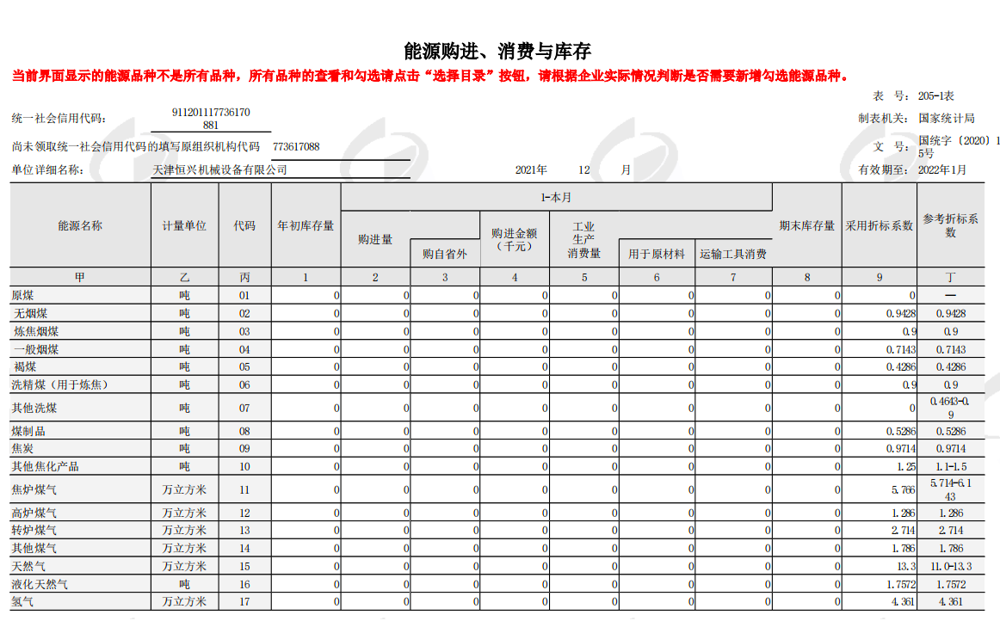 能源购进、消费与库存
当前界面显示的能源品种不是所有品种，所有品种的查看和勾选请点击“选择目录”按钮，请根据企业实际情况判断是否需要新增勾选能源品种。
表 号： 205-1表
统一社会信用代码： 911201117736170
881
制表机关： 国家统计局
尚未领取统一社会信用代码的填写原组织机构代码 773617088
文 号： 国统字〔2020〕1
5号
单位详细名称： 天津恒兴机械设备有限公司 2021年 12 月 有效期至： 2022年1月
能源名称 计量单位 代码 年初库存量 1-本月 期末库存量 采用折标系数 参考折标系
数
购进量 购进金额
（千元） 工业
生产
消费量
购自省外 用于原材料 运输工具消费
甲 乙 丙 1 2 3 4 5 6 7 8 9 丁
原煤 吨 01 0 0 0 0 0 0 0 0 0 —
无烟煤 吨 02 0 0 0 0 0 0 0 0 0.9428 0.9428
炼焦烟煤 吨 03 0 0 0 0 0 0 0 0 0.9 0.9
一般烟煤 吨 04 0 0 0 0 0 0 0 0 0.7143 0.7143
褐煤 吨 05 0 0 0 0 0 0 0 0 0.4286 0.4286
洗精煤（用于炼焦） 吨 06 0 0 0 0 0 0 0 0 0.9 0.9
其他洗煤 吨 07 0 0 0 0 0 0 0 0 0 0.4643-0.
9
煤制品 吨 08 0 0 0 0 0 0 0 0 0.5286 0.5286
焦炭 吨 09 0 0 0 0 0 0 0 0 0.9714 0.9714
其他焦化产品 吨 10 0 0 0 0 0 0 0 0 1.25 1.1-1.5
焦炉煤气 万立方米 11 0 0 0 0 0 0 0 0 5.766 5.714-6.1
43
高炉煤气 万立方米 12 0 0 0 0 0 0 0 0 1.286 1.286
转炉煤气 万立方米 13 0 0 0 0 0 0 0 0 2.714 2.714
其他煤气 万立方米 14 0 0 0 0 0 0 0 0 1.786 1.786
天然气 万立方米 15 0 0 0 0 0 0 0 0 13.3 11.0-13.3
液化天然气 吨 16 0 0 0 0 0 0 0 0 1.7572 1.7572
氢气 万立方米 17 0 0 0 0 0 0 0 0 4.361 4.361